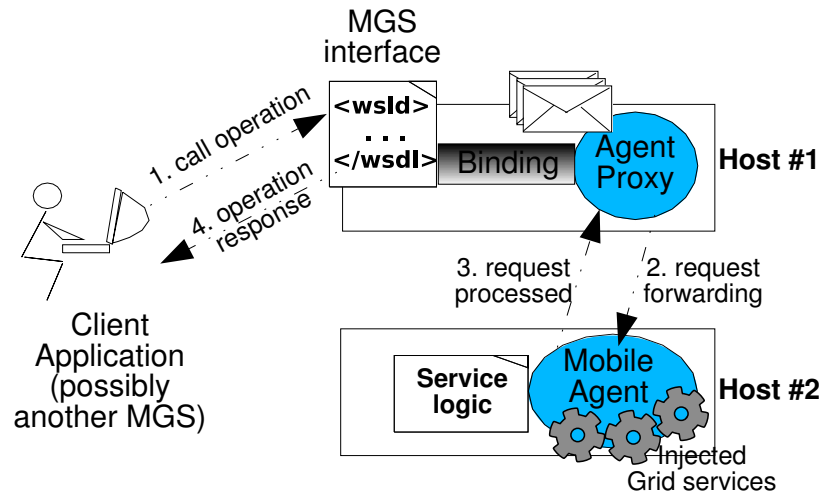 MGS
interface
<wsld>
. . .
</wsdl>
Binding
Agent
Proxy
Host #1
1. call operation
4. operation
response
3. request
processed
2. request
forwarding
Client
Application
(possibly
another MGS)
Service
logic
Mobile
Agent
Host #2
Injected
Grid services